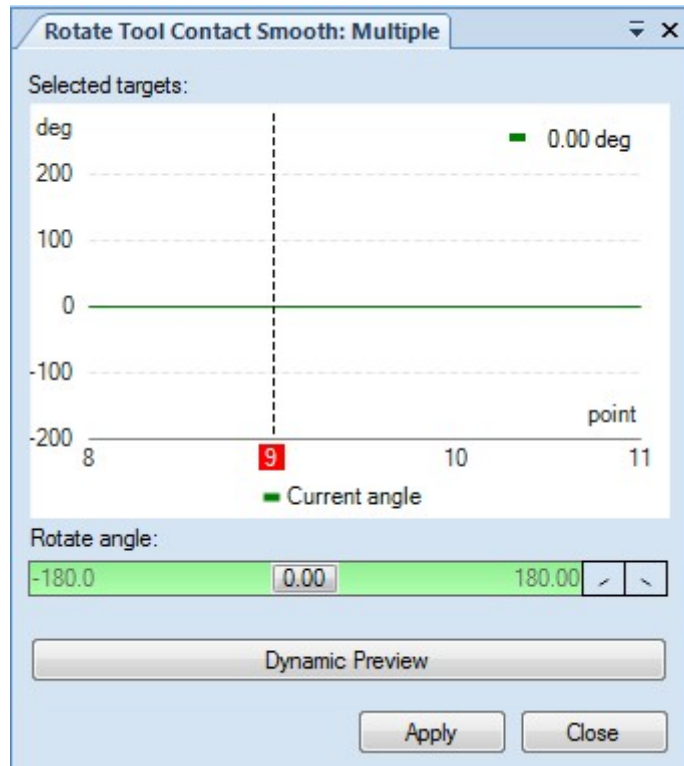 Rotate Tool Contact Smooth: Multiple
Selected targets:
deg
0.00 deg
200
100
0
-100
point
-200
8 9 10 11
Current angle
Rotate angle:
-180.0 0.00 180.00
Dynamic Preview
Apply Close